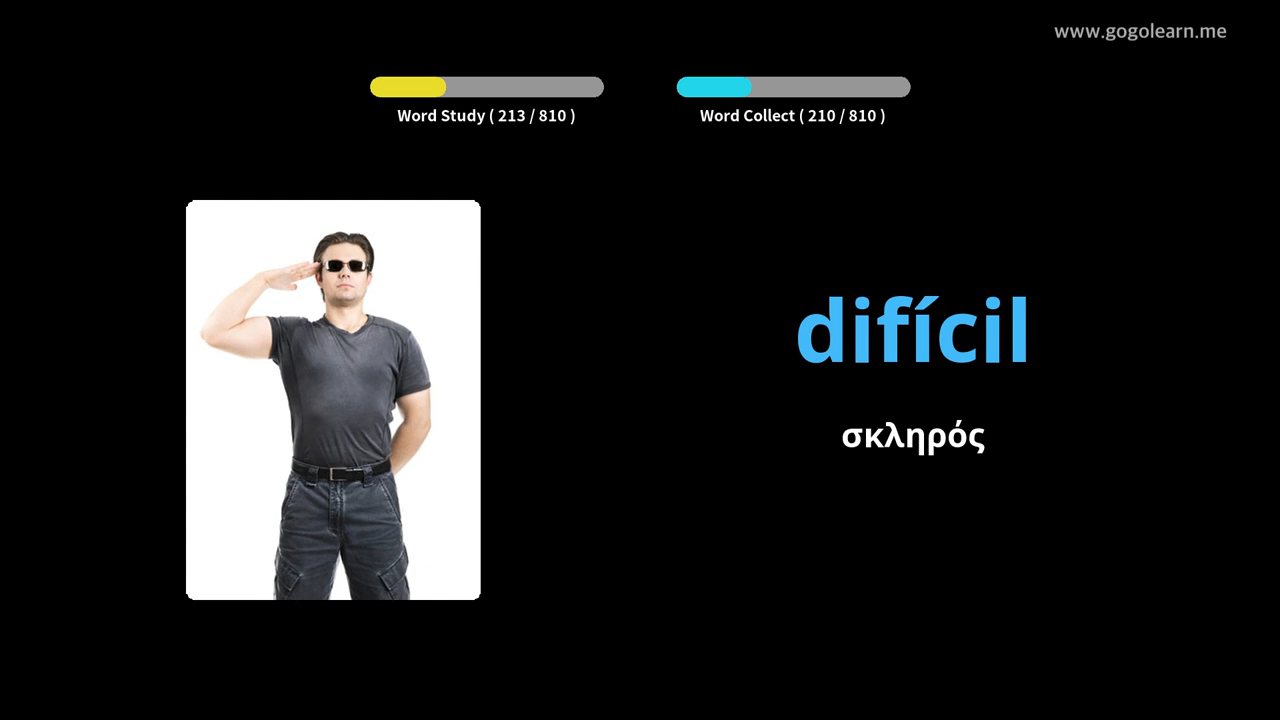 www.gogolearn.me
Word Study ( 213 / 810 )
Word Collect ( 210 / 810 )
difícil
σκληρός